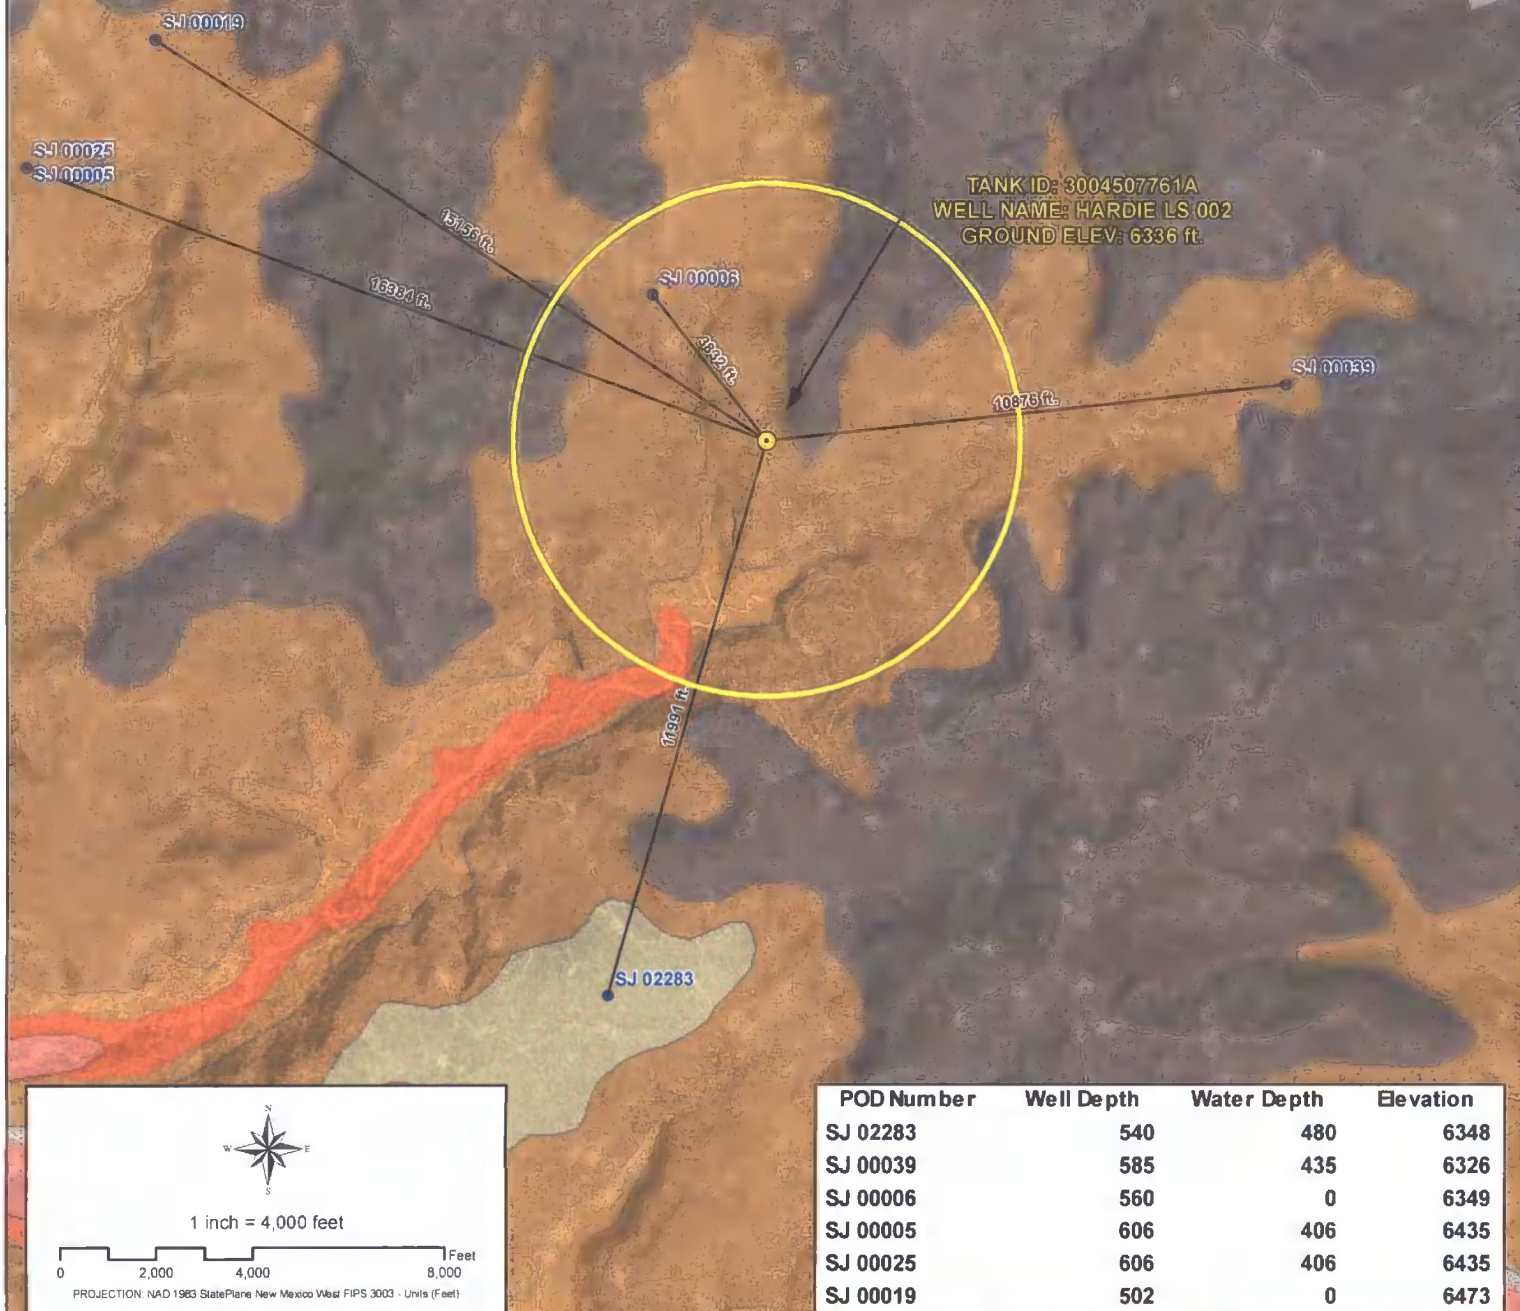 SJ 00019
SJ 00025
SJ 00005
TANK ID: 3004507761A
WELL NAME: HARDIE LS 002
GROUND ELEV: 6336 ft.
15156 ft.
16384 ft.
SJ 00006
3832 ft.
SJ 00039
10876 ft.
11991 ft.
SJ 02283
N
W E
S
1 inch = 4,000 feet
Feet
0 2,000 4,000 8,000
PROJECTION: NAD 1983 StatePlane New Mexico West FIPS 3003 - Units (Feet)
POD Number Well Depth Water Depth Elevation
SJ 02283 540 480 6348
SJ 00039 585 435 6326
SJ 00006 560 0 6349
SJ 00005 606 406 6435
SJ 00025 606 406 6435
SJ 00019 502 0 6473